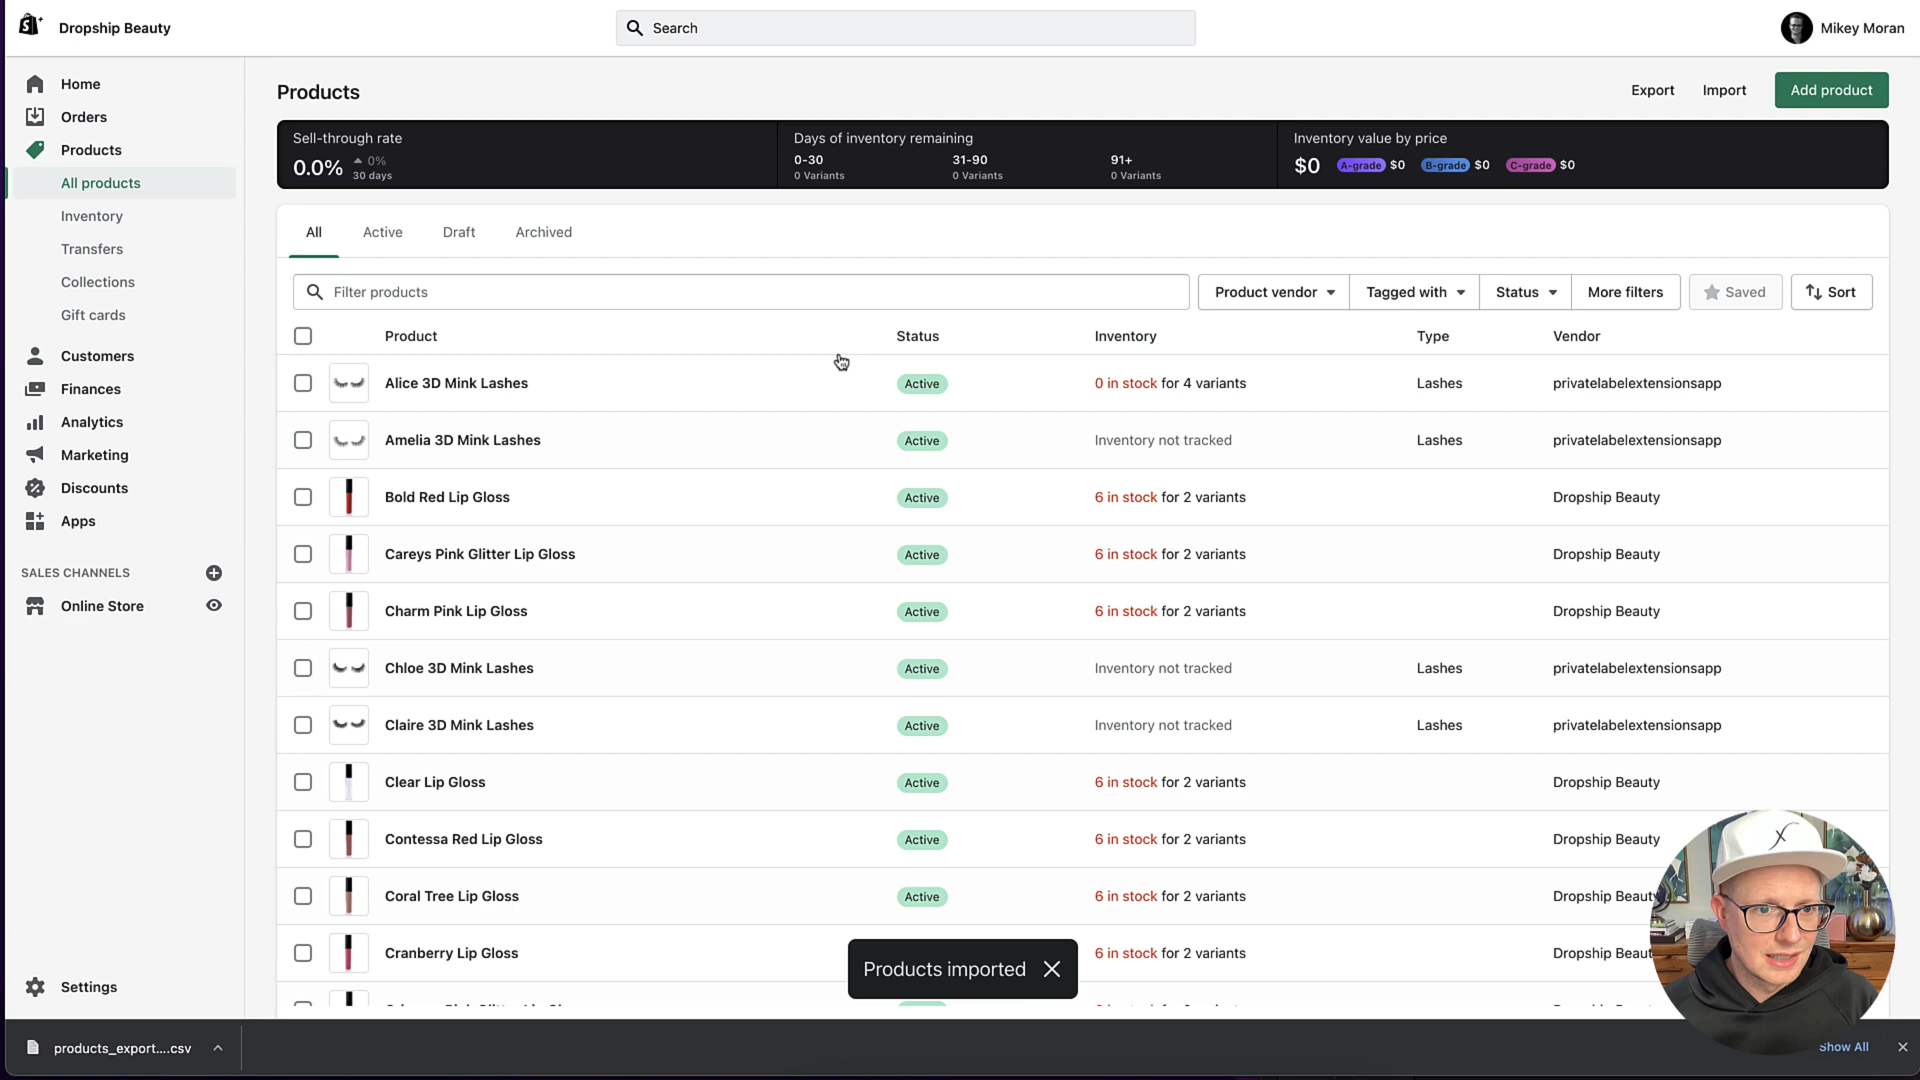 Dropship Beauty
Search
Mikey Moran
Home
Orders
Products
All products
Inventory
Transfers
Collections
Gift cards
Customers
Finances
Analytics
Marketing
Discounts
Apps
SALES CHANNELS
Online Store
Settings
Products
Export Import Add product
Sell-through rate
0.0% 0%
30 days
Days of inventory remaining
0-30 31-90 91+
0 Variants 0 Variants 0 Variants
Inventory value by price
$0 A-grade $0 B-grade $0 C-grade $0
All Active Draft Archived
Filter products Product vendor Tagged with Status More filters Saved Sort
Product Status Inventory Type Vendor
Alice 3D Mink Lashes Active 0 in stock for 4 variants Lashes privatelabelextensionsapp
Amelia 3D Mink Lashes Active Inventory not tracked Lashes privatelabelextensionsapp
Bold Red Lip Gloss Active 6 in stock for 2 variants Dropship Beauty
Careys Pink Glitter Lip Gloss Active 6 in stock for 2 variants Dropship Beauty
Charm Pink Lip Gloss Active 6 in stock for 2 variants Dropship Beauty
Chloe 3D Mink Lashes Active Inventory not tracked Lashes privatelabelextensionsapp
Claire 3D Mink Lashes Active Inventory not tracked Lashes privatelabelextensionsapp
Clear Lip Gloss Active 6 in stock for 2 variants Dropship Beauty
Contessa Red Lip Gloss Active 6 in stock for 2 variants Dropship Beauty
Coral Tree Lip Gloss Active 6 in stock for 2 variants Dropship Beauty
Cranberry Lip Gloss 6 in stock for 2 variants Dropship
Products imported
products_export....csv
Show All